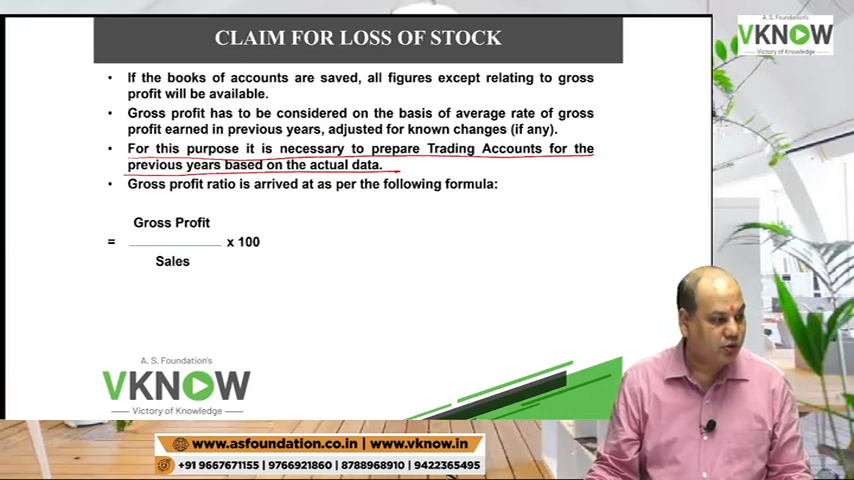 CLAIM FOR LOSS OF STOCK
A. S. Foundation's
VKNOW
Victory of Knowledge
• If the books of accounts are saved, all figures except relating to gross
profit will be available.
• Gross profit has to be considered on the basis of average rate of gross
profit earned in previous years, adjusted for known changes (if any).
• For this purpose it is necessary to prepare Trading Accounts for the
previous years based on the actual data.
• Gross profit ratio is arrived at as per the following formula:
Gross Profit
= x 100
Sales
A. S. Foundation's
VKNOW
Victory of Knowledge
www.asfoundation.co.in | www.vknow.in
+91 9667671155 | 9766921860 | 8788968910 | 9422365495